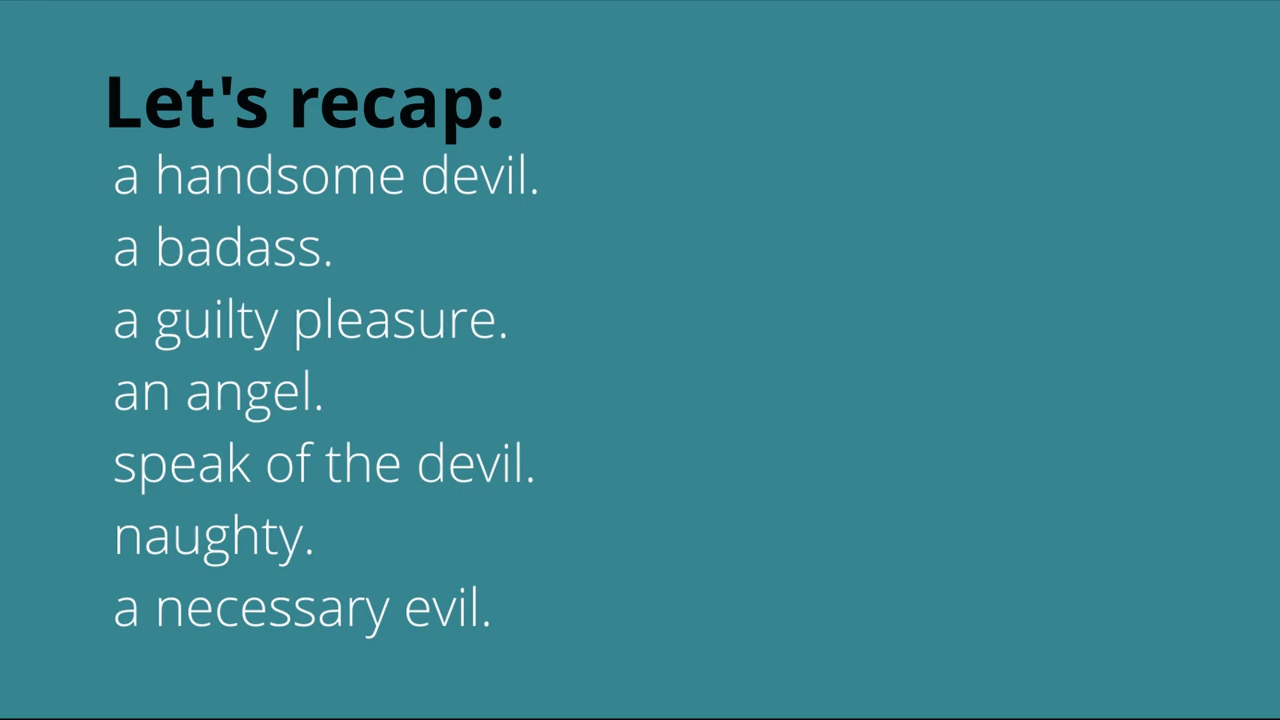 Let's recap:
a handsome devil.
a badass.
a guilty pleasure.
an angel.
speak of the devil.
naughty.
a necessary evil.